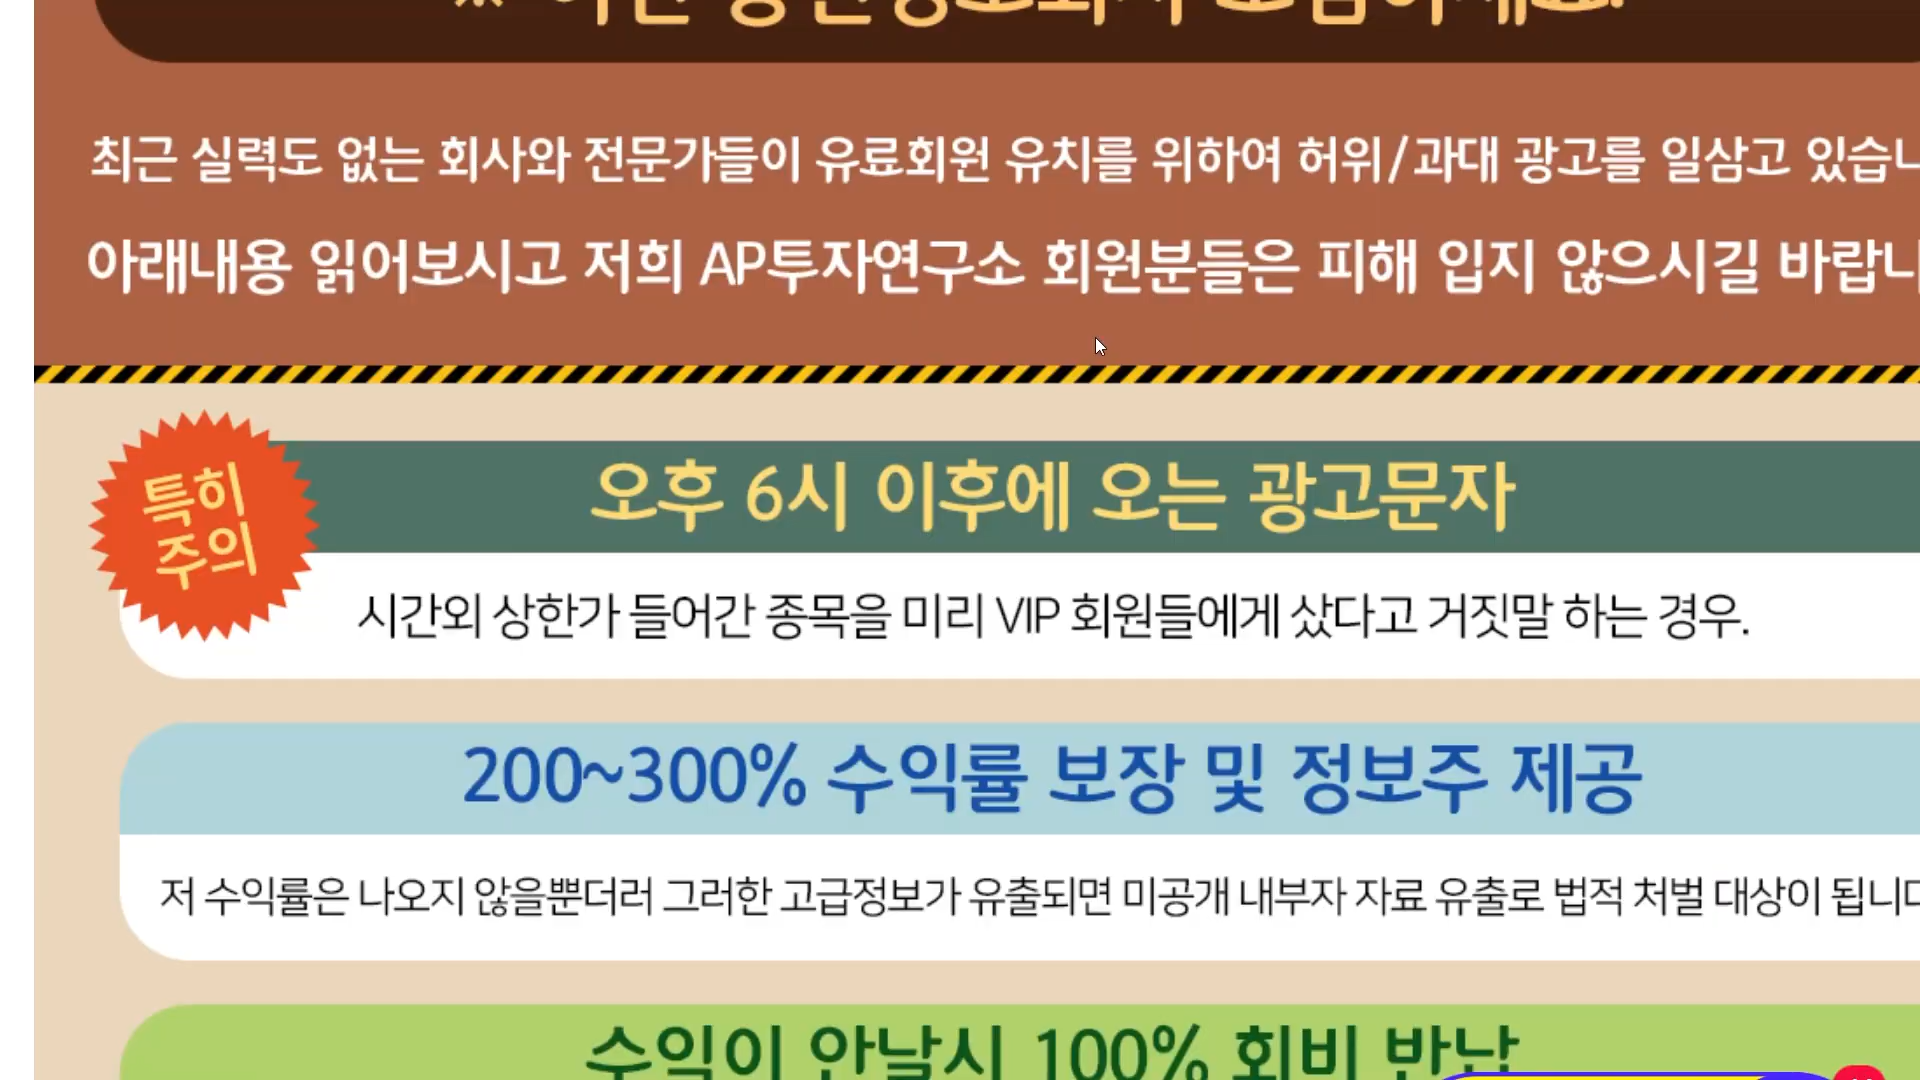 최근 실력도 없는 회사와 전문가들이 유료회원 유치를 위하여 허위/과대 광고를 일삼고
아래내용 읽어보시고 저희 AP투자연구소 회원분들은 피해 입지 않으시길
특히
주의
오후 6시 이후에 오는 광고문자
시간외 상한가 들어간 종목을 미리 VIP 회원들에게 샀다고 거짓말 하는 경우.
200~300% 수익률 보장 및 정보주 제공
저 수익률은 나오지 않을뿐더러 그러한 고급정보가 유출되면 미공개 내부자 자료 유출로 법적 처벌 대상이
수익이 안날시 100% 회비 반납